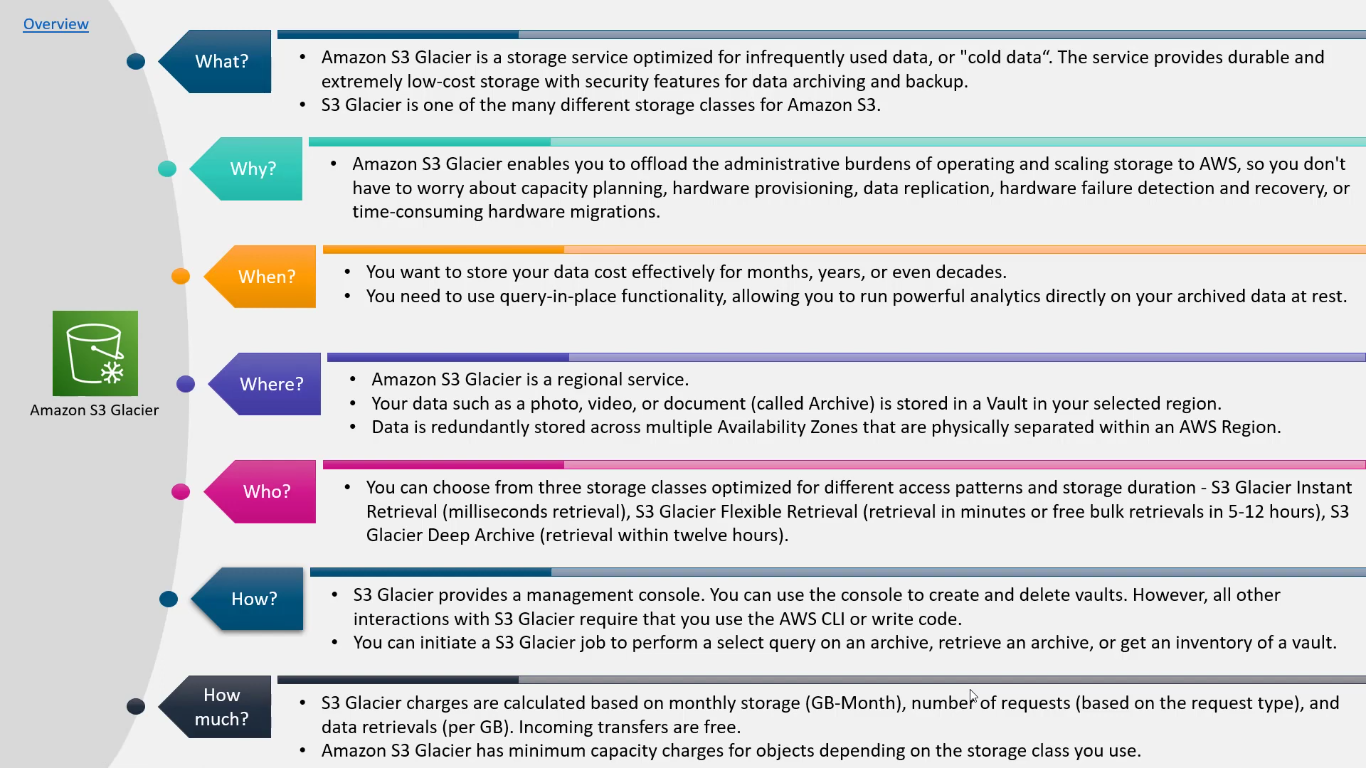 Overview
What?
• Amazon S3 Glacier is a storage service optimized for infrequently used data, or "cold data“. The service provides durable and
extremely low-cost storage with security features for data archiving and backup.
• S3 Glacier is one of the many different storage classes for Amazon S3.
Why?
• Amazon S3 Glacier enables you to offload the administrative burdens of operating and scaling storage to AWS, so you don't
have to worry about capacity planning, hardware provisioning, data replication, hardware failure detection and recovery, or
time-consuming hardware migrations.
When?
• You want to store your data cost effectively for months, years, or even decades.
• You need to use query-in-place functionality, allowing you to run powerful analytics directly on your archived data at rest.
Amazon S3 Glacier
Where?
• Amazon S3 Glacier is a regional service.
• Your data such as a photo, video, or document (called Archive) is stored in a Vault in your selected region.
• Data is redundantly stored across multiple Availability Zones that are physically separated within an AWS Region.
Who?
• You can choose from three storage classes optimized for different access patterns and storage duration - S3 Glacier Instant
Retrieval (milliseconds retrieval), S3 Glacier Flexible Retrieval (retrieval in minutes or free bulk retrievals in 5-12 hours), S3
Glacier Deep Archive (retrieval within twelve hours).
How?
• S3 Glacier provides a management console. You can use the console to create and delete vaults. However, all other
interactions with S3 Glacier require that you use the AWS CLI or write code.
• You can initiate a S3 Glacier job to perform a select query on an archive, retrieve an archive, or get an inventory of a vault.
How
much?
• S3 Glacier charges are calculated based on monthly storage (GB-Month), number of requests (based on the request type), and
data retrievals (per GB). Incoming transfers are free.
• Amazon S3 Glacier has minimum capacity charges for objects depending on the storage class you use.